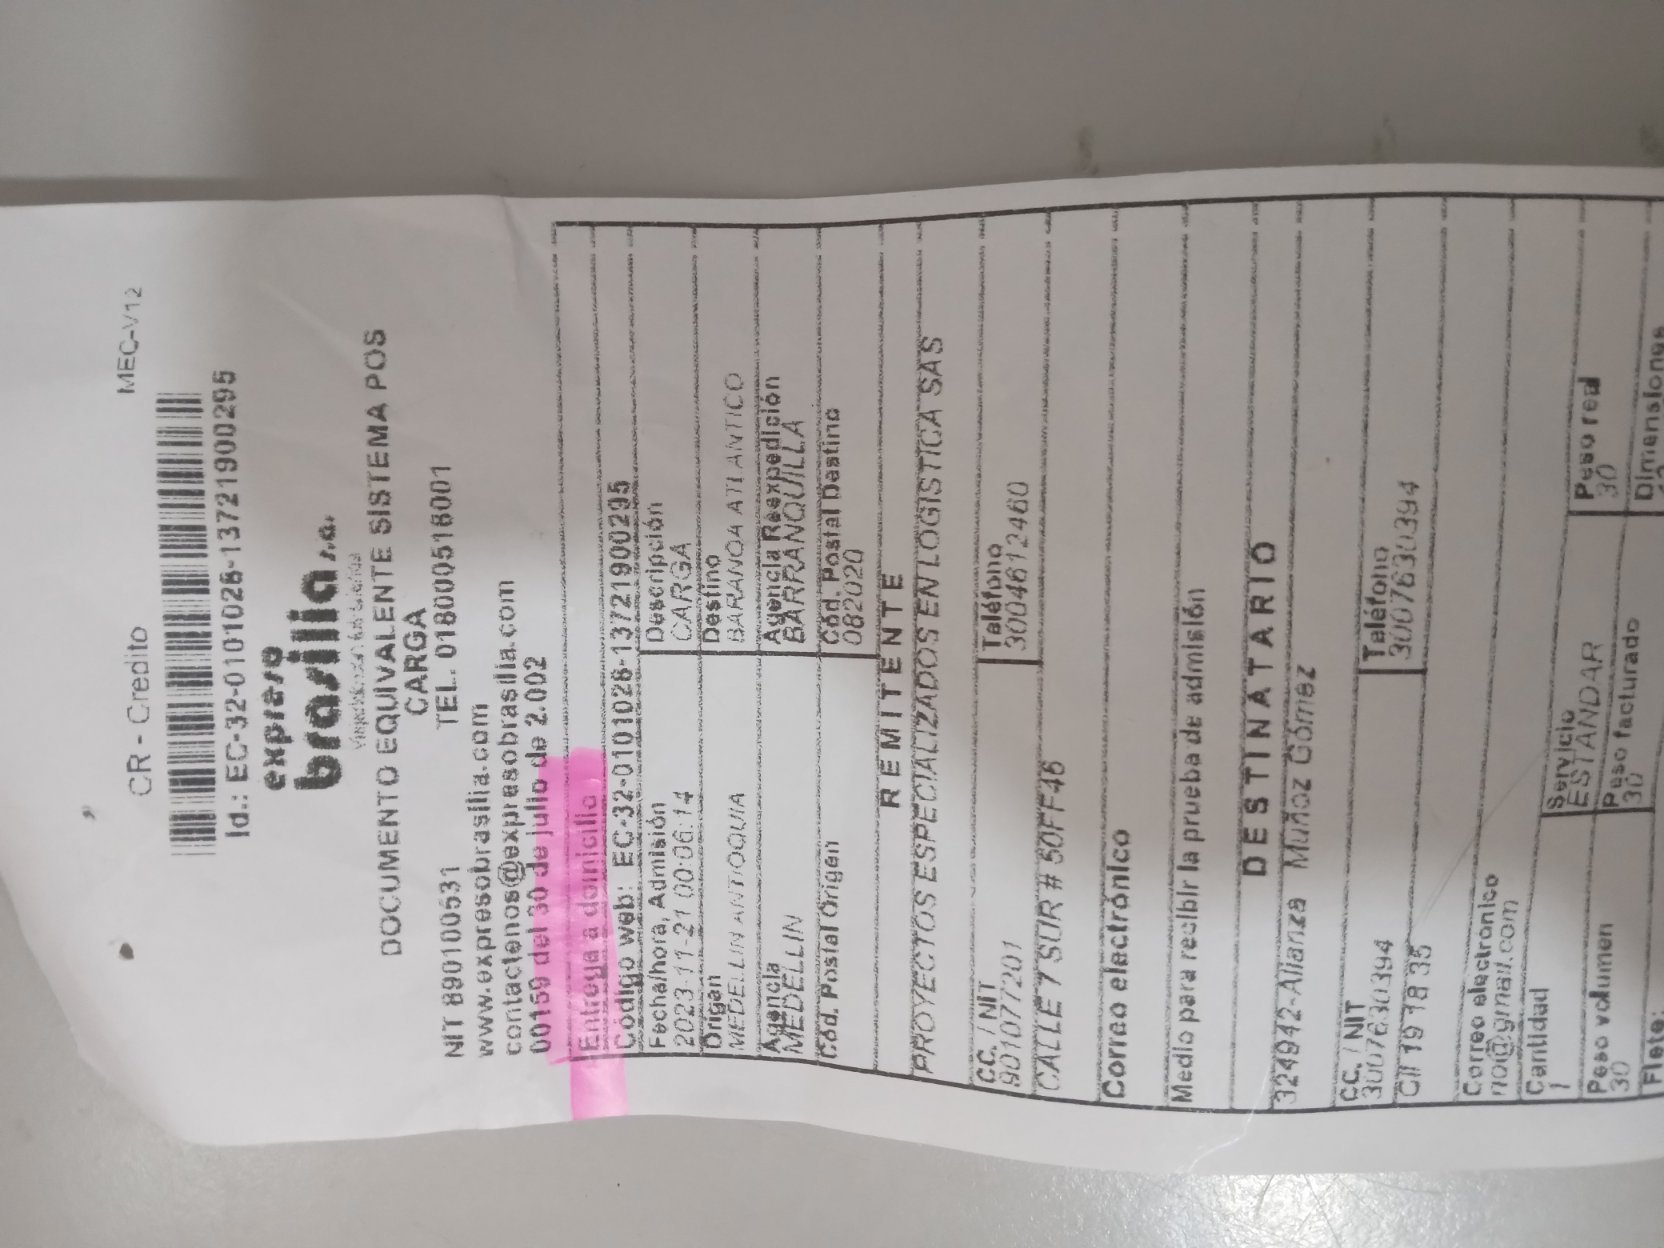 CR - Credito MEC-V12
Id.: EC-32-0101026-13721900295
expreso
brasilia s.a.
DOCUMENTO EQUIVALENTE SISTEMA POS
CARGA
NIT 890100531 TEL. 018000518001
www.expresobrasilia.com
contactenos@expresobrasilia.com
00159 del 30 de julio de 2.002
Entrega a domicilio
Código web: EC-32-0101026-13721900295
Fecha/hora, Admisión Descripción
2023-11-21 00:06:14 CARGA
Origen Destino
MEDELLIN ANTIOQUIA BARANOA ATLANTICO
Agencia Agencia Reexpedición
MEDELLIN BARRANQUILLA
Cód. Postal Origen Cód. Postal Destino
082020
REMITENTE
PROYECTOS ESPECIALIZADOS EN LOGISTICA SAS
CC. / NIT Teléfono
901077201 3004612460
CALLE 7 SUR # 50FF46
Correo electrónico
Medio para recibir la prueba de admisión
DESTINATARIO
324942-Alianza Muñoz Gómez
CC. / NIT Teléfono
3007630394 3007630394
Cll 19 7B 35
Correo electronico
no@gmail.com
Cantidad Servicio
1 ESTANDAR
Peso volumen Peso facturado Peso real
30 30 30
Flete: Dimensiones